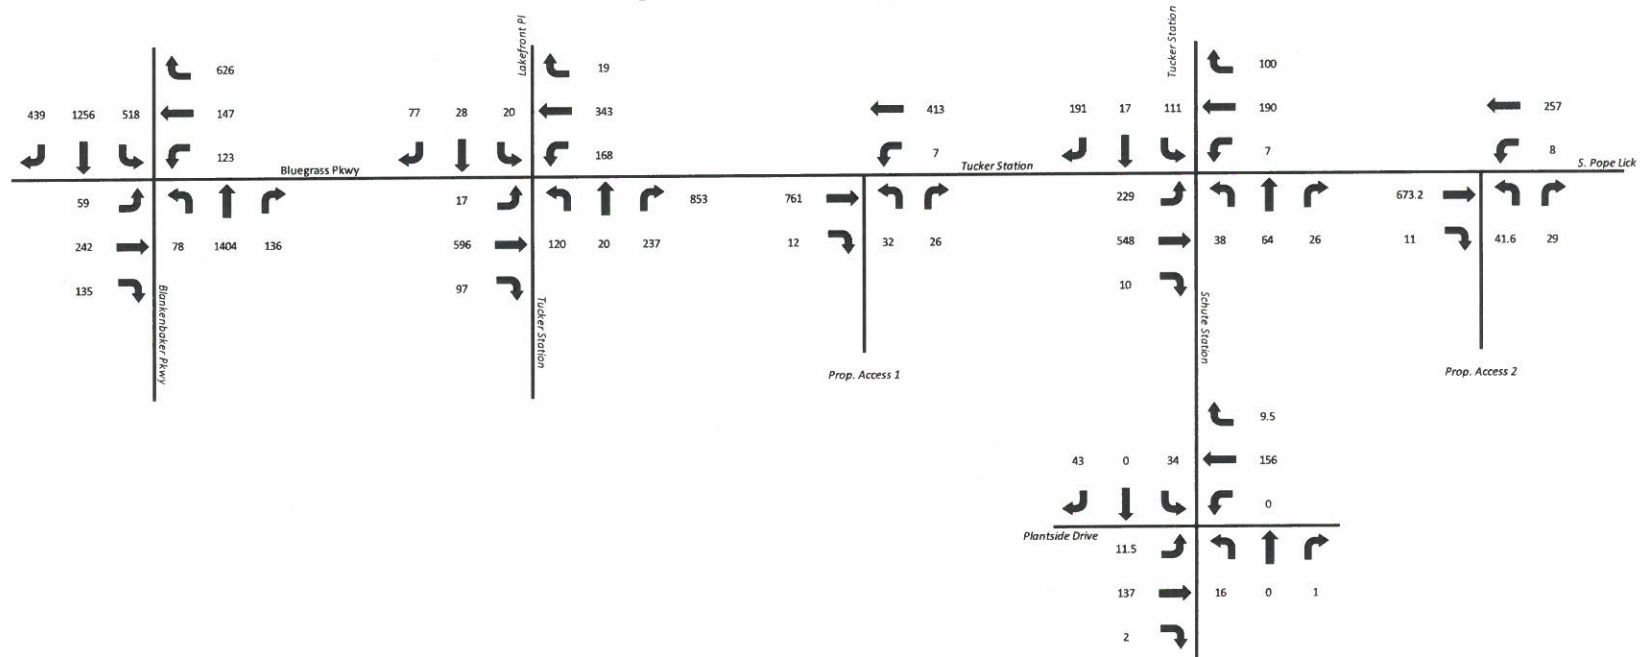 Lakefront Pl
Tucker Station
626
19
100
439 1256 518 147
77 28 20 343
413
191 17 111 190
257
123
168
7
7
8
Bluegrass Pkwy
Tucker Station
S. Pope Lick
59
17
853
761
229
673.2
242 78 1404 136
596 120 20 237
12 32 26
548 38 64 26
11 41.6 29
135
97
10
Blankenbaker Pkwy
Tucker Station
Schute Station
Prop. Access 1
Prop. Access 2
9.5
43 0 34 156
0
Plantside Drive
11.5
137 16 0 1
2